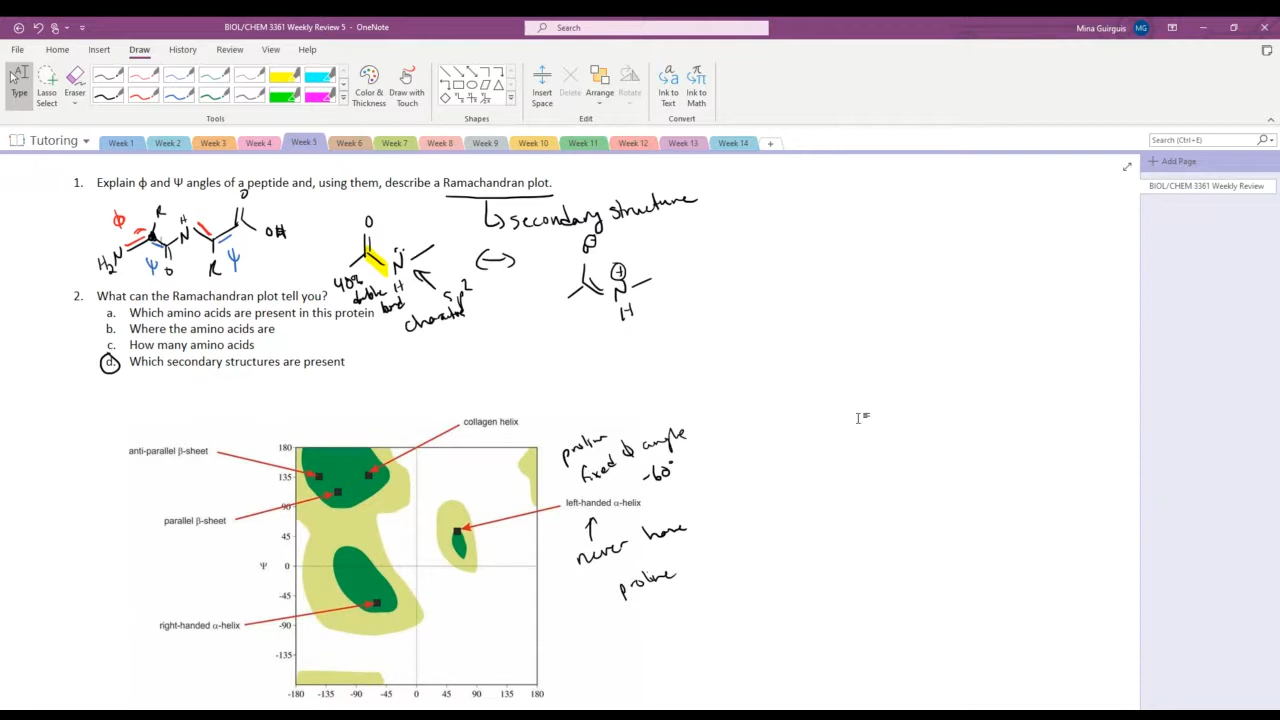 BIOL/CHEM 3361 Weekly Review 5 - OneNote
Search
Mina Guirguis
MG
File Home Insert Draw History Review View Help
Type
Lasso Select
Eraser
Color & Thickness
Draw with Touch
Insert Space
Delete
Arrange
Rotate
Ink to Text
Ink to Math
Tools
Shapes
Edit
Convert
Tutoring
Week 1 Week 2 Week 3 Week 4 Week 5 Week 6 Week 7 Week 8 Week 9 Week 10 Week 11 Week 12 Week 13 Week 14 +
Search (Ctrl+E)
Add Page
BIOL/CHEM 3361 Weekly Review
1. Explain ϕ and Ψ angles of a peptide and, using them, describe a Ramachandran plot.
secondary structure
ϕ
R
H
N
O
OH
H2N
Ψ
O
R
Ψ
O
N
H
40%
double
bond
sp2
character
O
N
H
2. What can the Ramachandran plot tell you?
a. Which amino acids are present in this protein
b. Where the amino acids are
c. How many amino acids
d. Which secondary structures are present
collagen helix
anti-parallel β-sheet
parallel β-sheet
left-handed α-helix
right-handed α-helix
proline
fixed ϕ angle
-60°
never have
proline
Ψ
180
135
90
45
0
-45
-90
-135
-180 -135 -90 -45 0 45 90 135 180